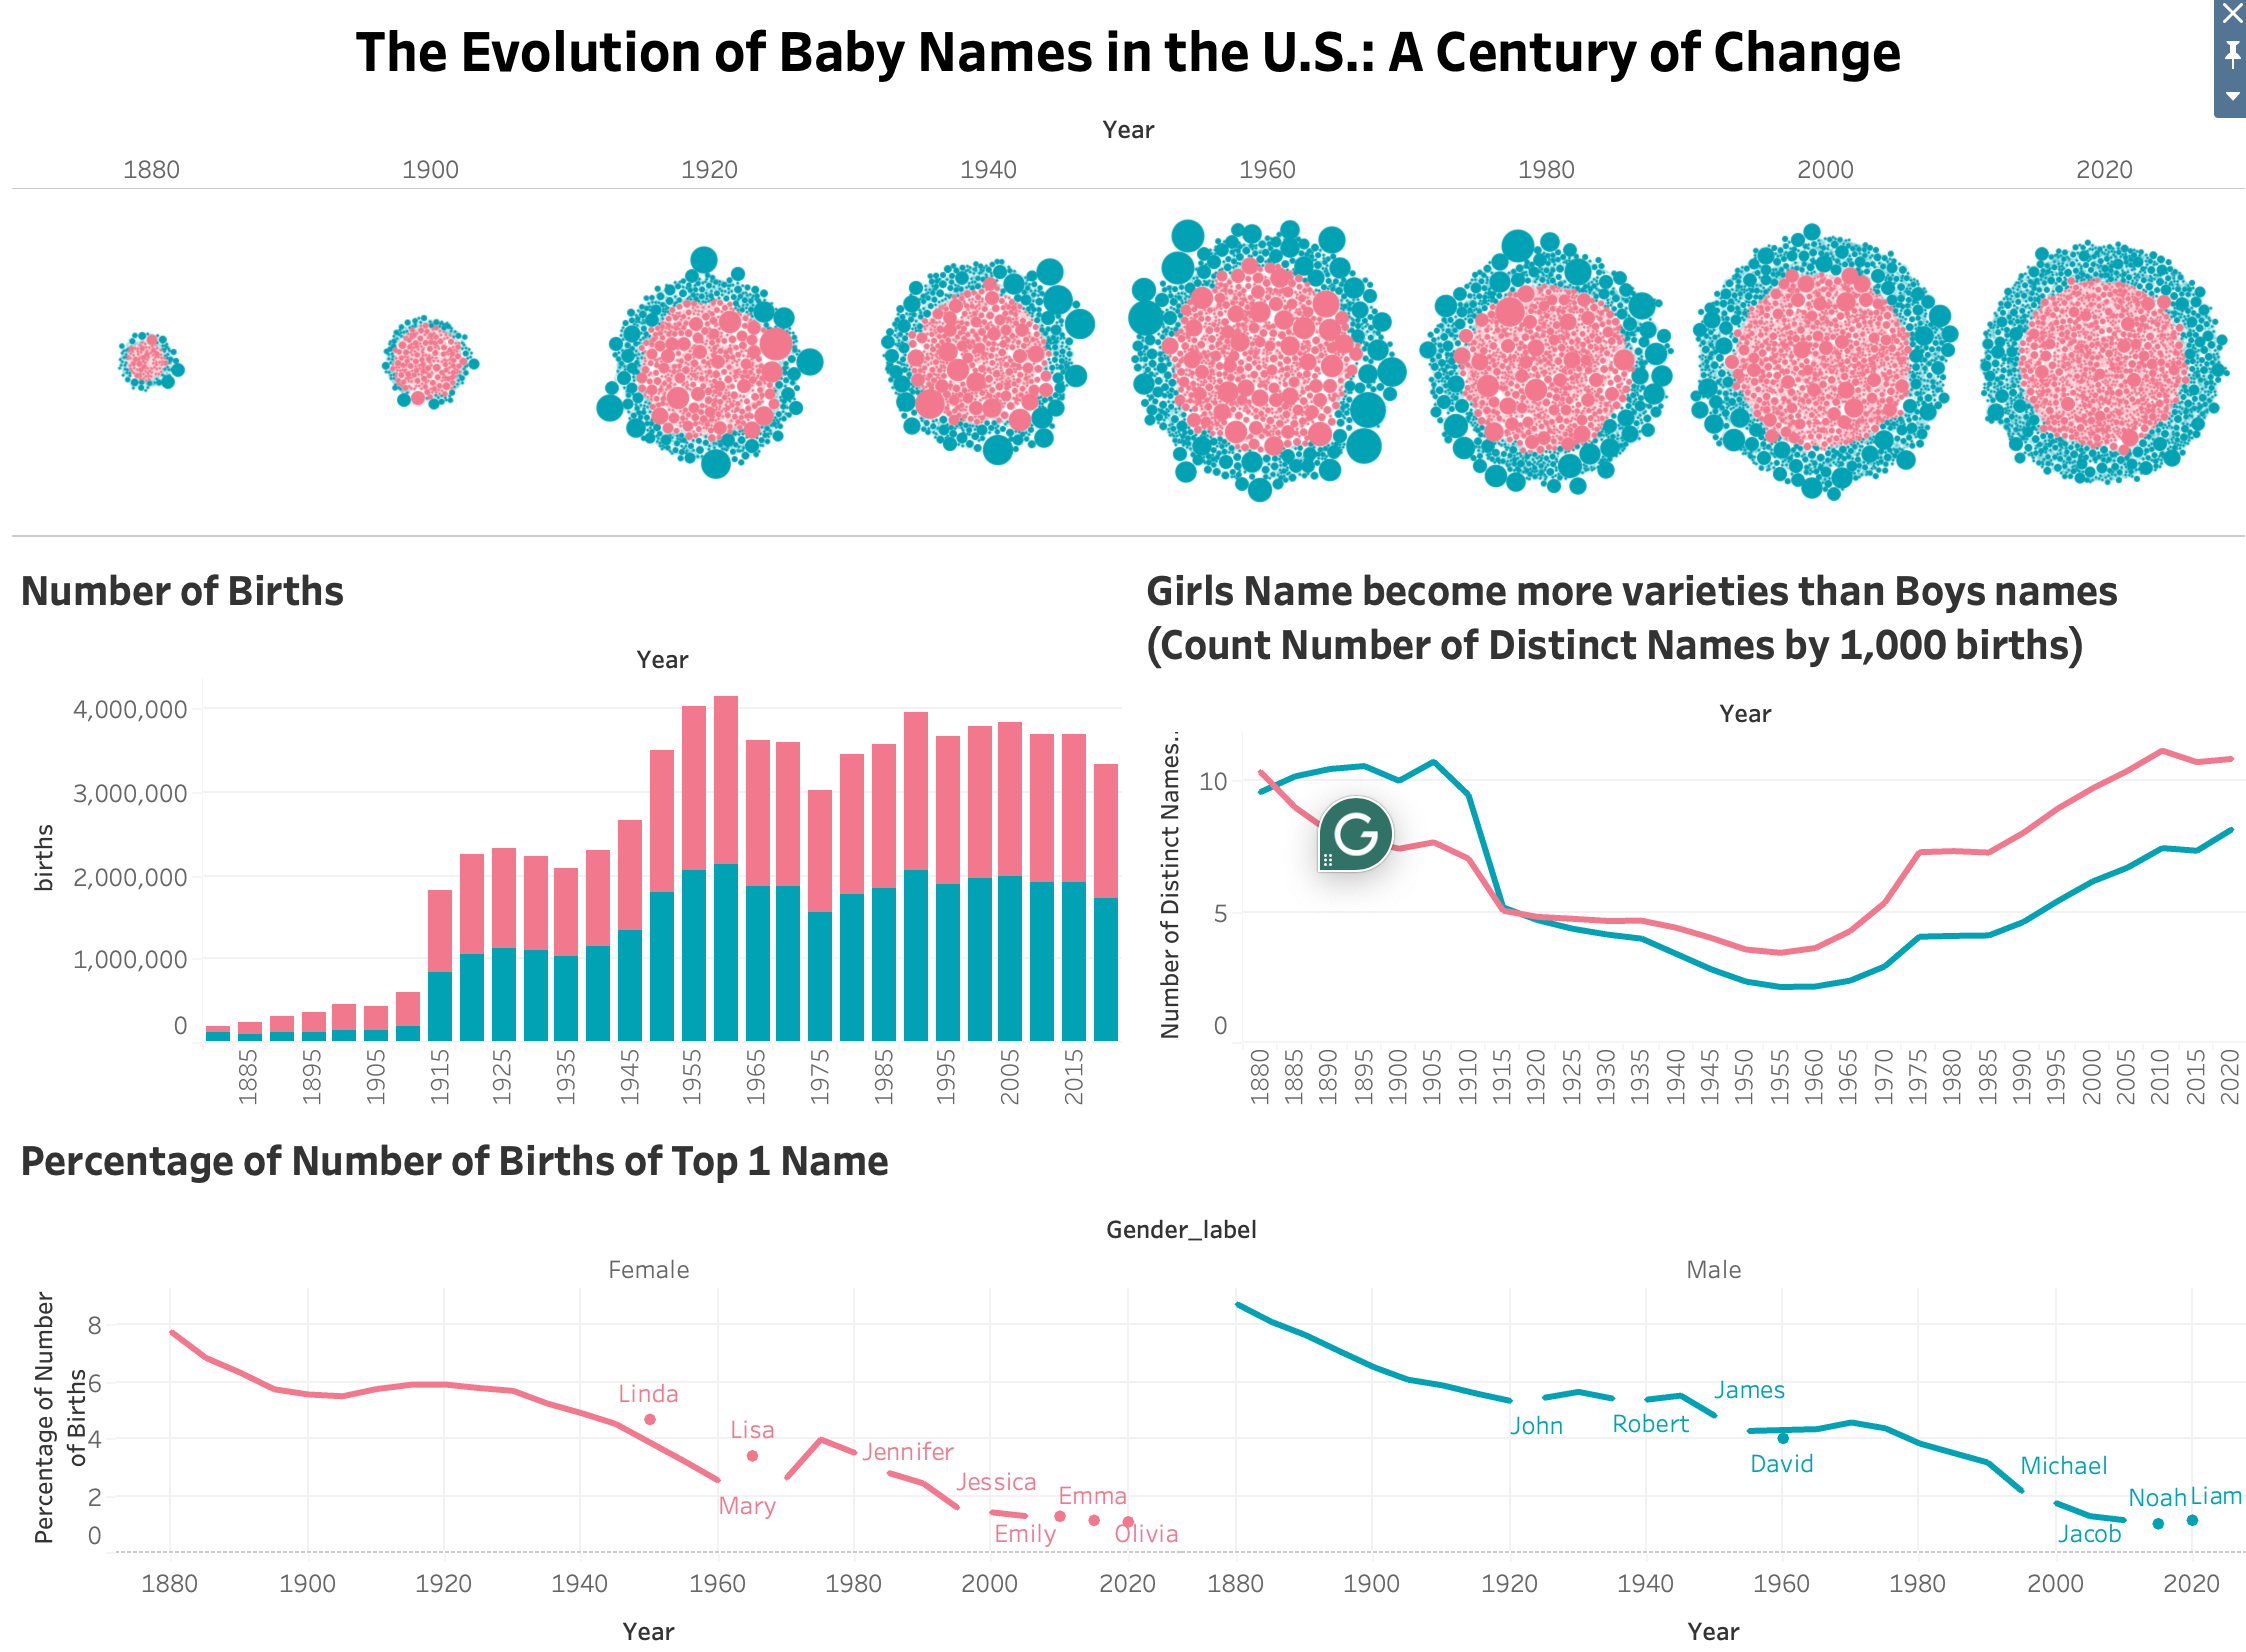 The Evolution of Baby Names in the U.S.: A Century of Change
Year
1880 1900 1920 1940 1960 1980 2000 2020
Number of Births
Year
births
4,000,000
3,000,000
2,000,000
1,000,000
0
1885 1895 1905 1915 1925 1935 1945 1955 1965 1975 1985 1995 2005 2015
Girls Name become more varieties than Boys names
(Count Number of Distinct Names by 1,000 births)
Year
Number of Distinct Names..
10
5
0
G
1880 1885 1890 1895 1900 1905 1910 1915 1920 1925 1930 1935 1940 1945 1950 1955 1960 1965 1970 1975 1980 1985 1990 1995 2000 2005 2010 2015 2020
Percentage of Number of Births of Top 1 Name
Gender_label
Female Male
Percentage of Number
of Births
8
6
4
2
0
Linda
Lisa
Mary
Jennifer
Jessica
Emily
Emma
Olivia
John
Robert
James
David
Michael
Jacob
Noah
Liam
1880 1900 1920 1940 1960 1980 2000 2020 1880 1900 1920 1940 1960 1980 2000 2020
Year Year